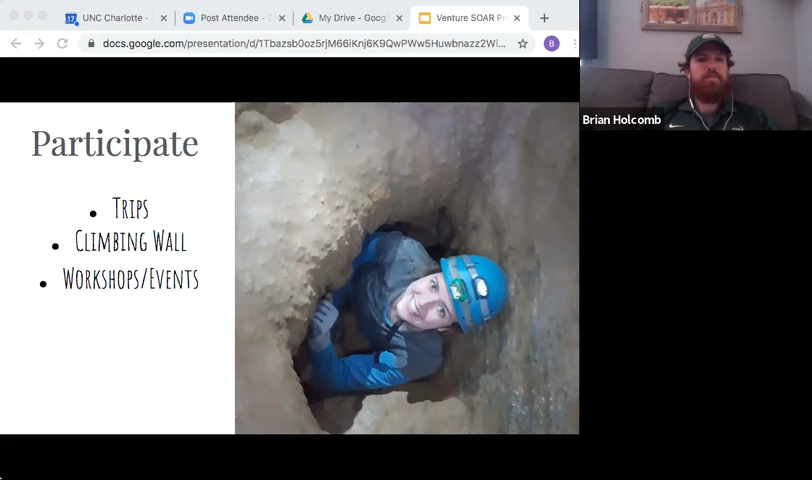 UNC Charlotte -
Post Attendee - Z
My Drive - Goog
Venture SOAR Pr
docs.google.com/presentation/d/1Tbazsb0oz5rjM66iKnj6K9QwPWw5Huwbnazz2Wi...
B
Brian Holcomb
Participate
• TRIPS
• CLIMBING WALL
• WORKSHOPS/EVENTS